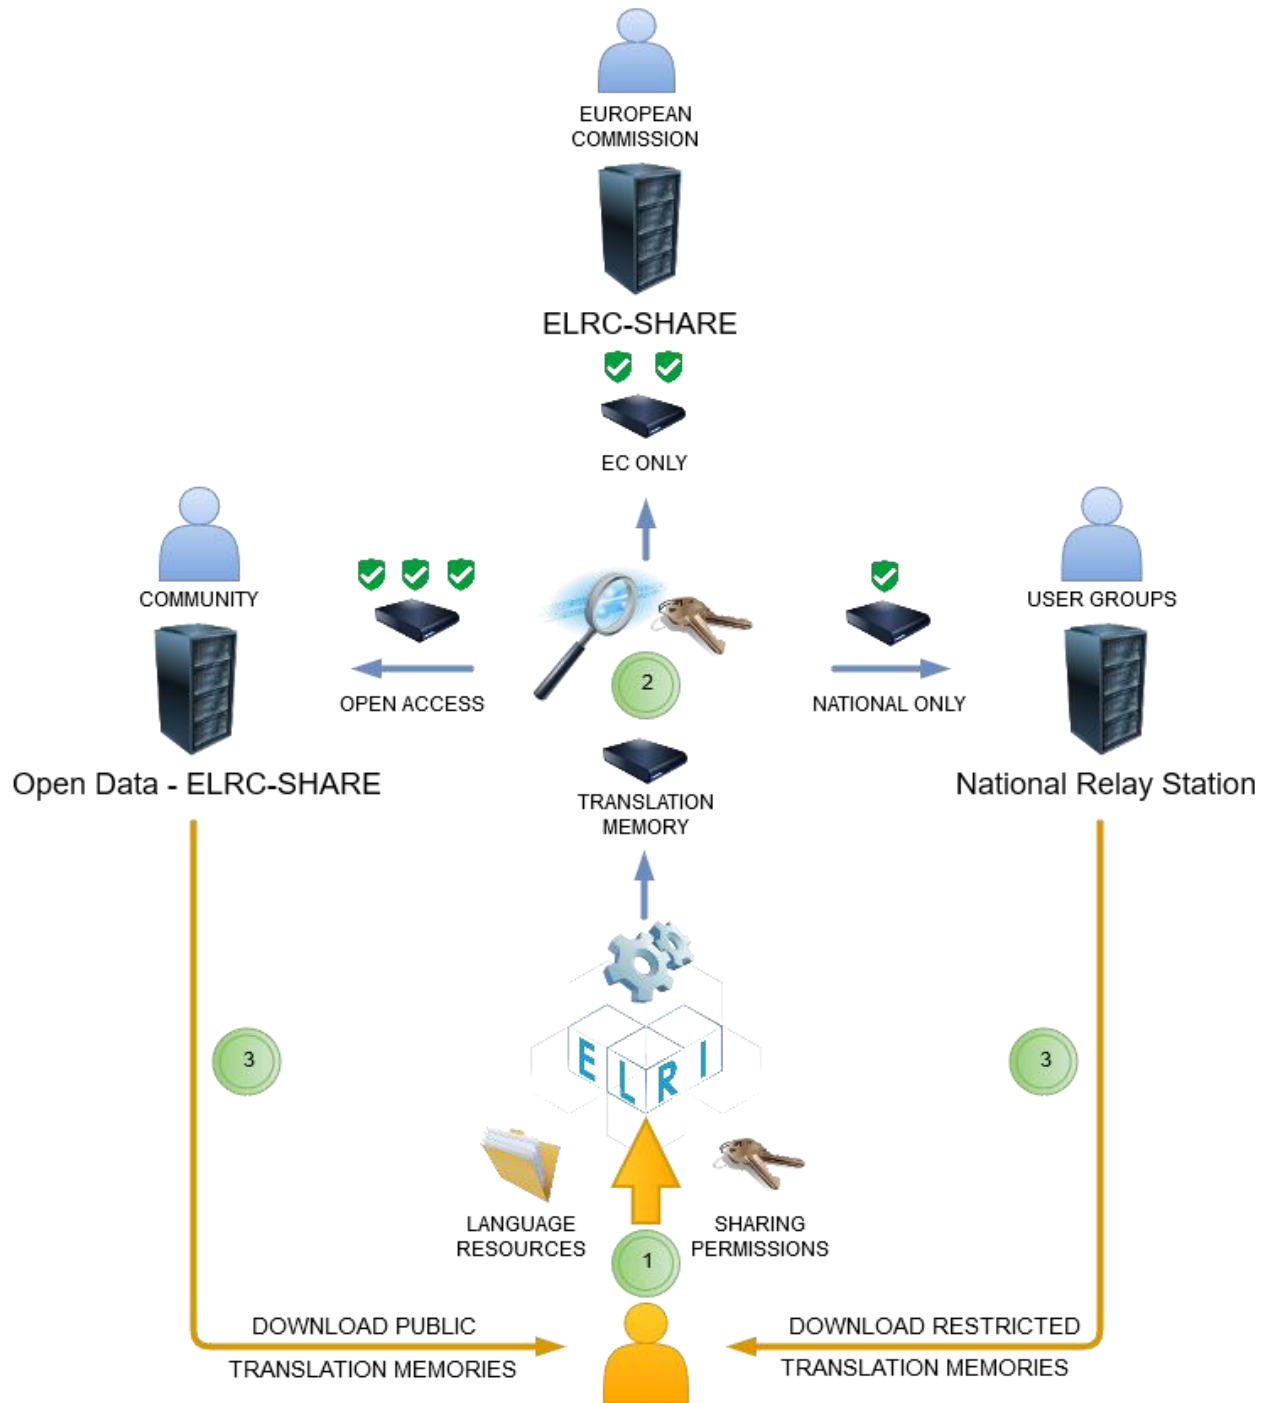 EUROPEAN
COMMISSION
ELRC-SHARE
EC ONLY
COMMUNITY
USER GROUPS
2
OPEN ACCESS
NATIONAL ONLY
Open Data - ELRC-SHARE
National Relay Station
TRANSLATION
MEMORY
3
3
E L R I
LANGUAGE
RESOURCES
SHARING
PERMISSIONS
1
DOWNLOAD PUBLIC
TRANSLATION MEMORIES
DOWNLOAD RESTRICTED
TRANSLATION MEMORIES